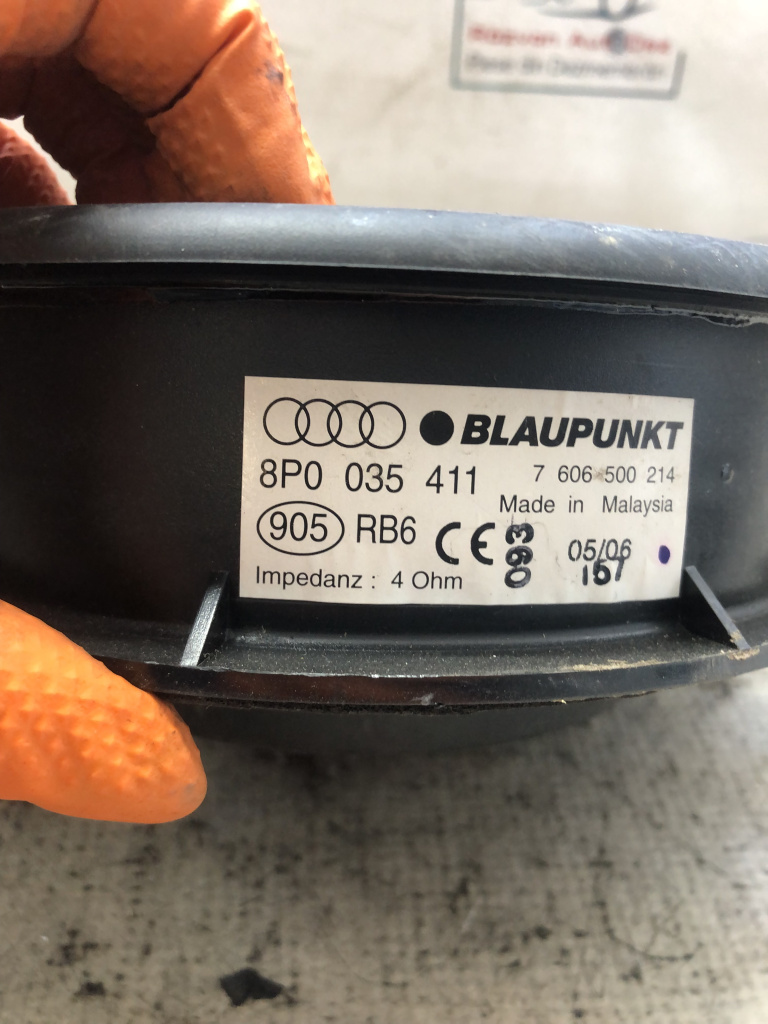 BLAUPUNKT
8P0 035 411
7 606 500 214
Made in Malaysia
905 RB6 CE 093 05/06
157
Impedanz : 4 Ohm